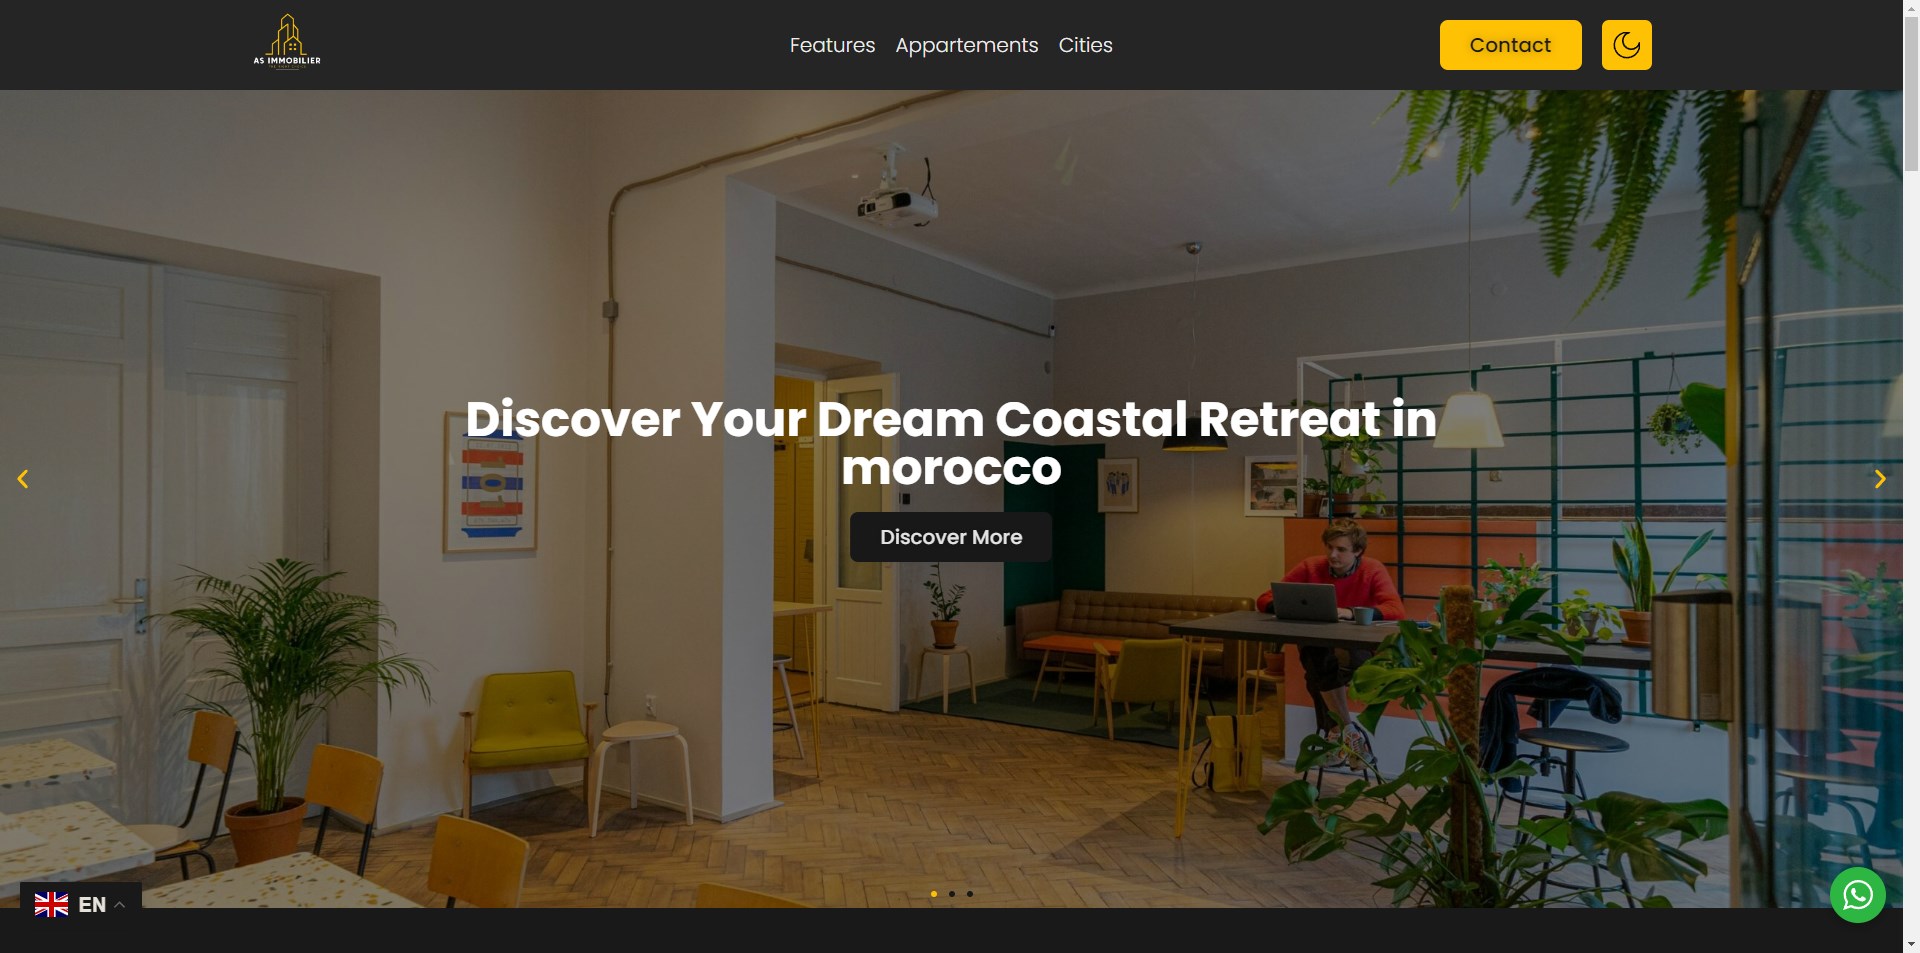 AS IMMOBILIER
Features
Appartements
Cities
Contact
Discover Your Dream Coastal Retreat in
morocco
Discover More
EN